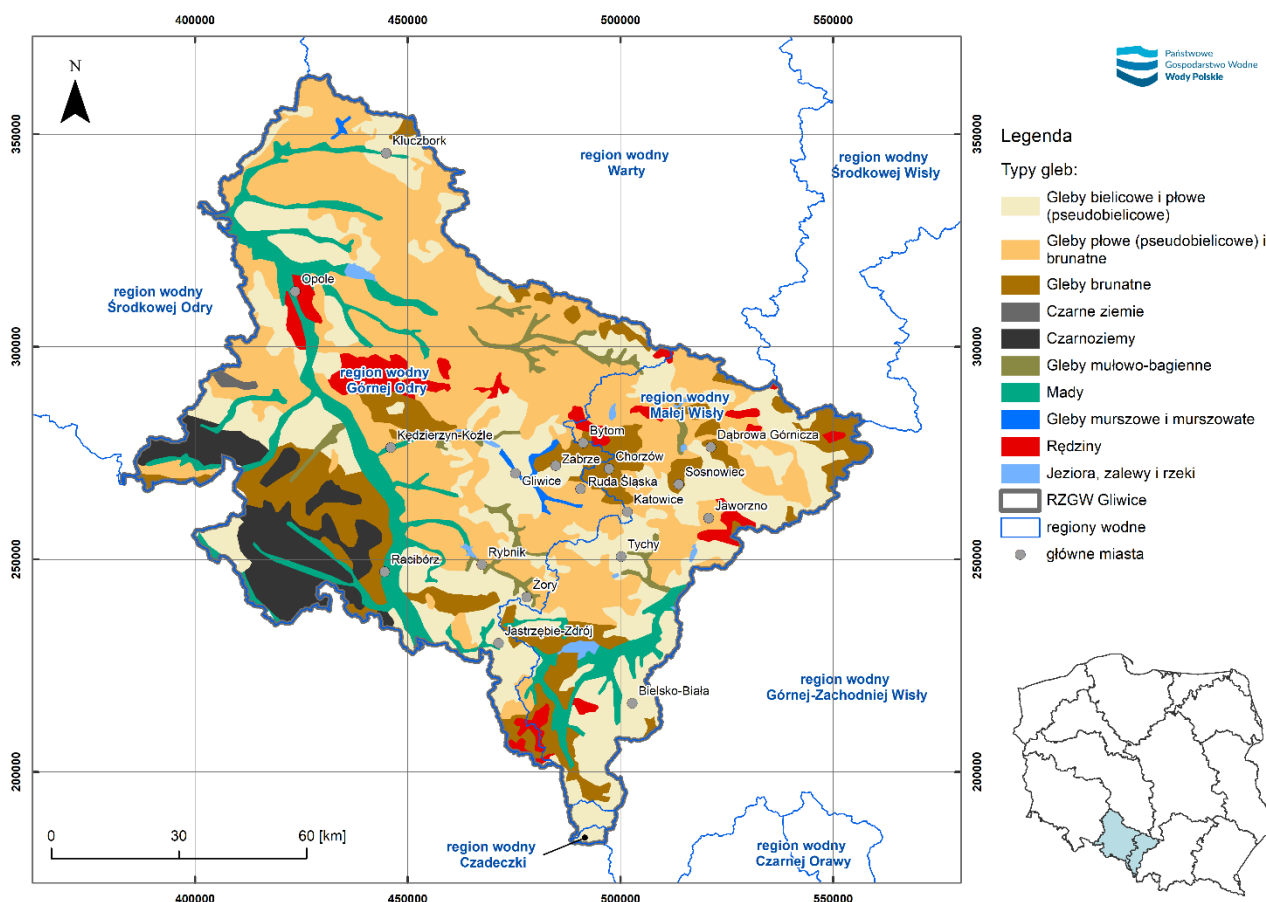 400000 450000 500000 550000
N
Państwowe
Gospodarstwo Wodne
Wody Polskie
350000
350000
Kluczbork
region wodny
Warty
region wodny
Środkowej Wisły
Opole
region wodny
Środkowej Odry
300000
300000
region wodny
Górnej Odry
region wodny
Małej Wisły
Bytom
Dąbrowa Górnicza
Kędzierzyn-Koźle
Zabrze
Chorzów
Gliwice
Ruda Śląska
Sosnowiec
Katowice
Jaworzno
250000
250000
Tychy
Rybnik
Racibórz
Żory
Jastrzębie-Zdrój
Bielsko-Biała
region wodny
Górnej-Zachodniej Wisły
200000
200000
0 30 60 [km]
region wodny
Czadeczki
region wodny
Czarnej Orawy
400000 450000 500000 550000
Legenda
Typy gleb:
Gleby bielicowe i płowe
(pseudobielicowe)
Gleby płowe (pseudobielicowe) i
brunatne
Gleby brunatne
Czarne ziemie
Czarnoziemy
Gleby mułowo-bagienne
Mady
Gleby murszowe i murszowate
Rędziny
Jeziora, zalewy i rzeki
RZGW Gliwice
regiony wodne
główne miasta